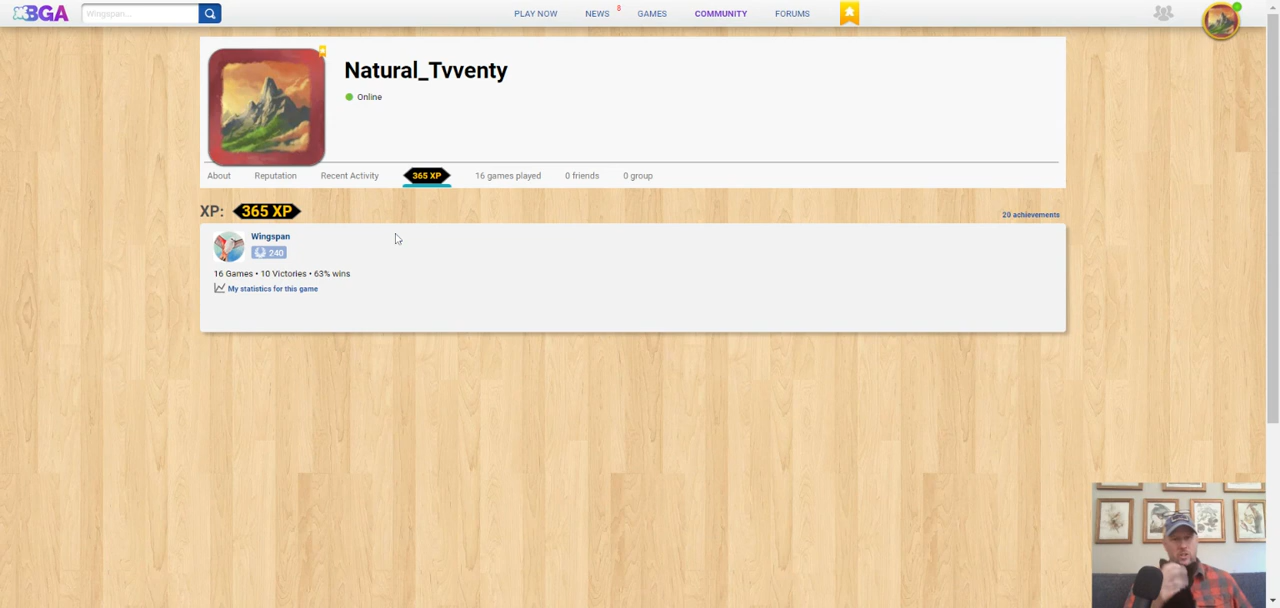 BGA
Wingspan...
PLAY NOW
NEWS
8
GAMES
COMMUNITY
FORUMS
Natural_Tvventy
Online
About
Reputation
Recent Activity
365 XP
16 games played
0 friends
0 group
XP: 365 XP
20 achievements
Wingspan
240
16 Games • 10 Victories • 63% wins
My statistics for this game